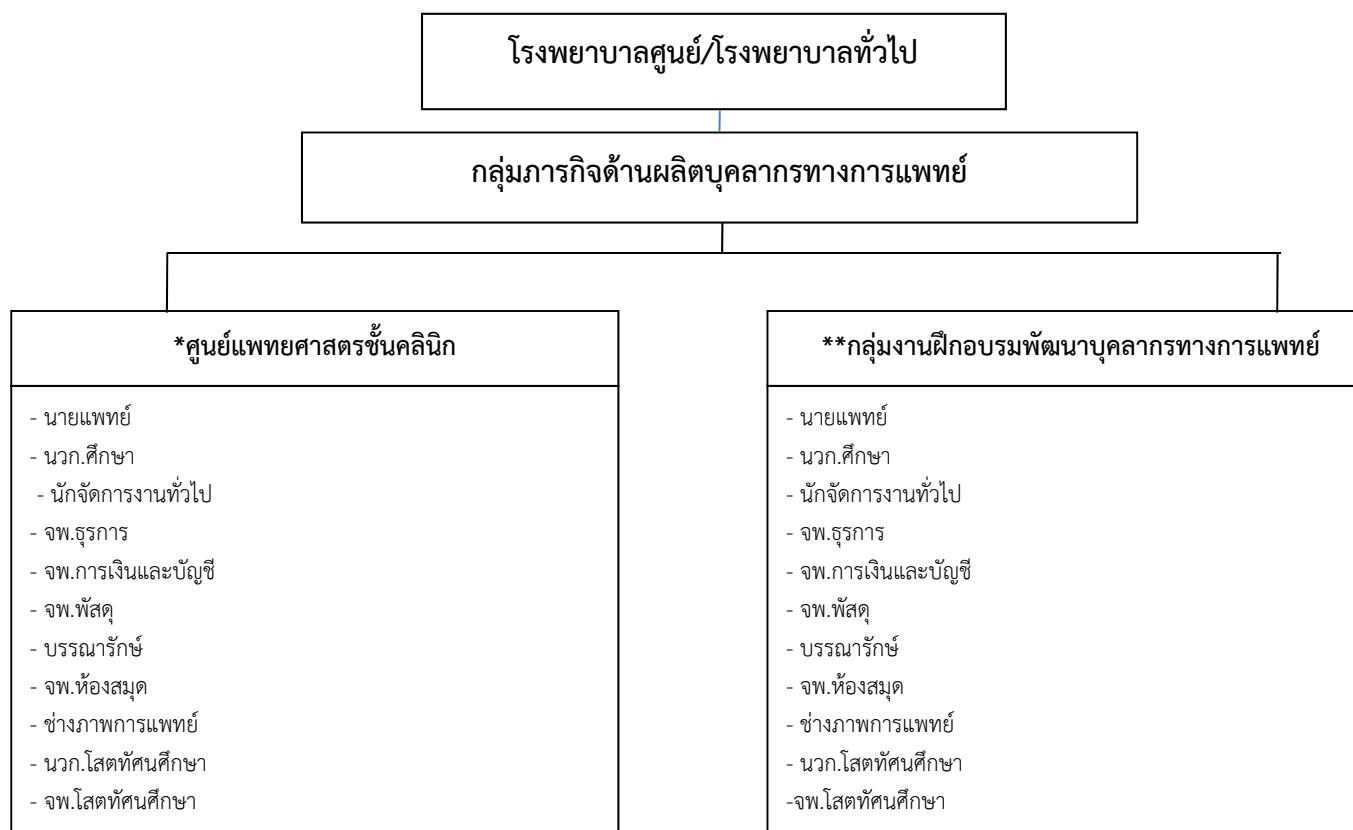 โรงพยาบาลศูนย์/โรงพยาบาลทั่วไป
กลุ่มภารกิจด้านผลิตบุคลากรทางการแพทย์
*ศูนย์แพทยศาสตรชั้นคลินิก
- นายแพทย์
- นวก.ศึกษา
- นักจัดการงานทั่วไป
- จพ.ธุรการ
- จพ.การเงินและบัญชี
- จพ.พัสดุ
- บรรณารักษ์
- จพ.ห้องสมุด
- ช่างภาพการแพทย์
- นวก.โสตทัศนศึกษา
- จพ.โสตทัศนศึกษา
**กลุ่มงานฝึกอบรมพัฒนาบุคลากรทางการแพทย์
- นายแพทย์
- นวก.ศึกษา
- นักจัดการงานทั่วไป
- จพ.ธุรการ
- จพ.การเงินและบัญชี
- จพ.พัสดุ
- บรรณารักษ์
- จพ.ห้องสมุด
- ช่างภาพการแพทย์
- นวก.โสตทัศนศึกษา
-จพ.โสตทัศนศึกษา